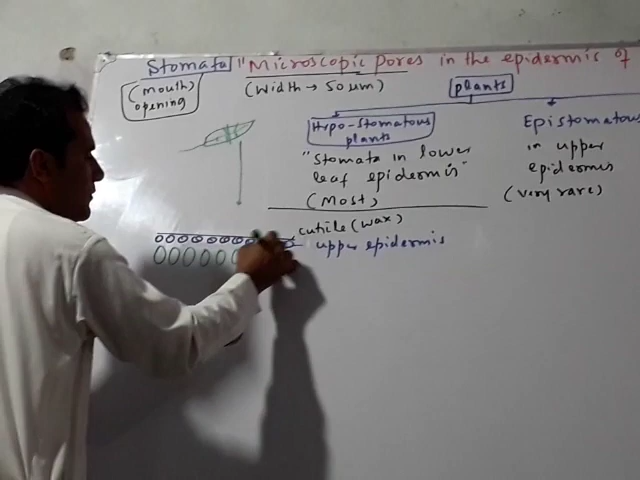 Stomata "Microscopic pores in the epidermis of
(mouth) opening
(width → 50 µm)
plants
Hypo-Stomatous plants
"Stomata in lower leaf epidermis"
(Most)
Epistomatous
in upper epidermis
(very rare)
cuticle (wax)
upper epidermis